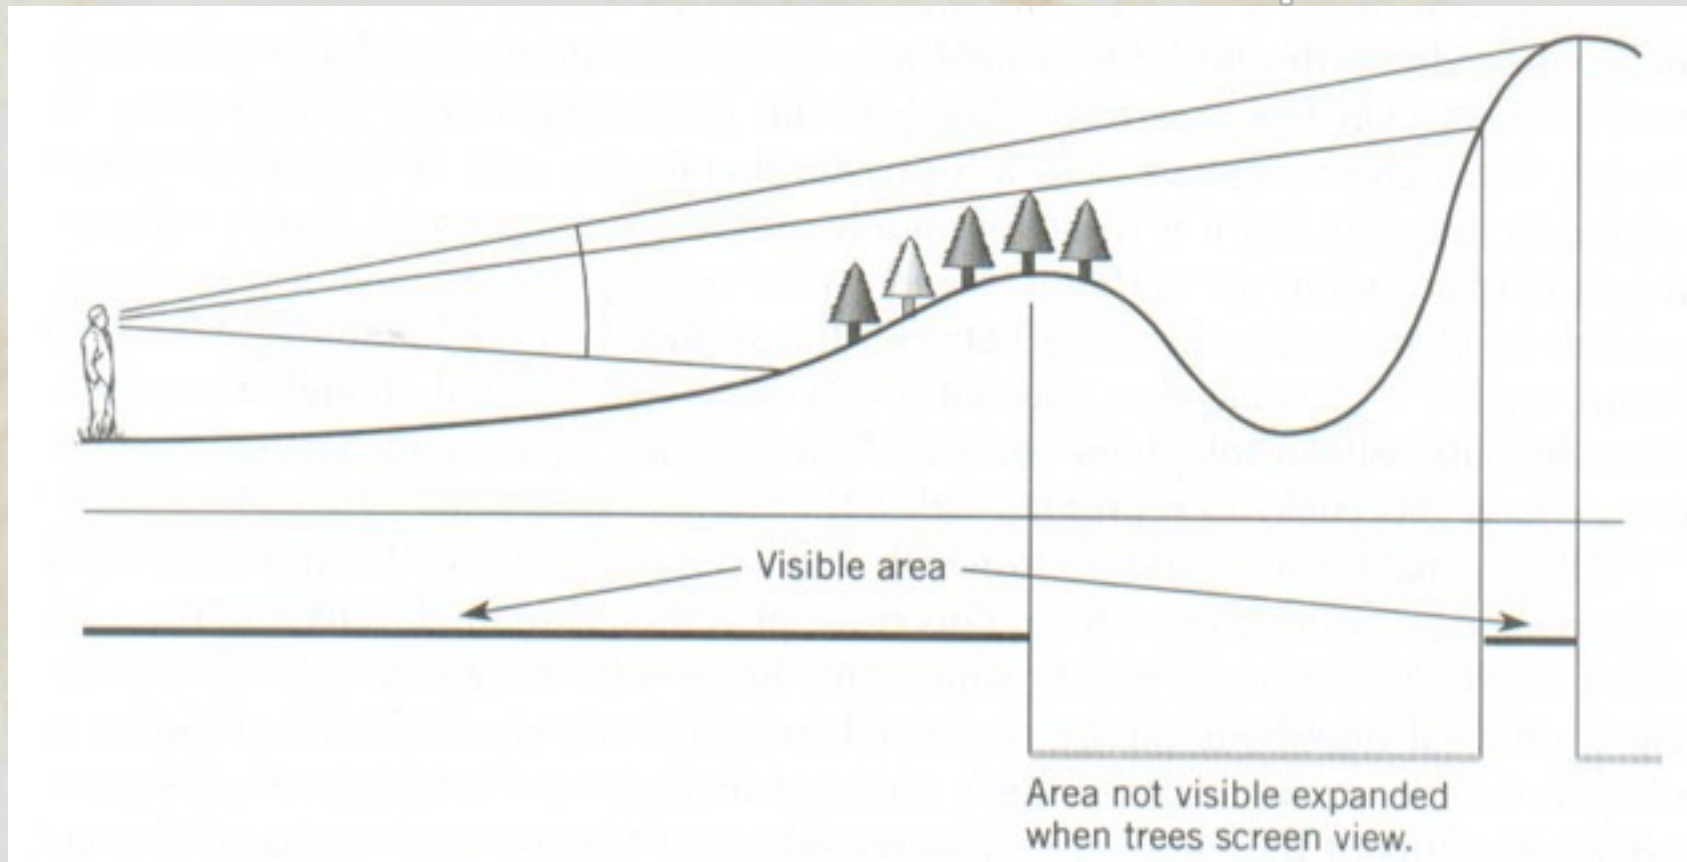 Visible area
Area not visible expanded
when trees screen view.